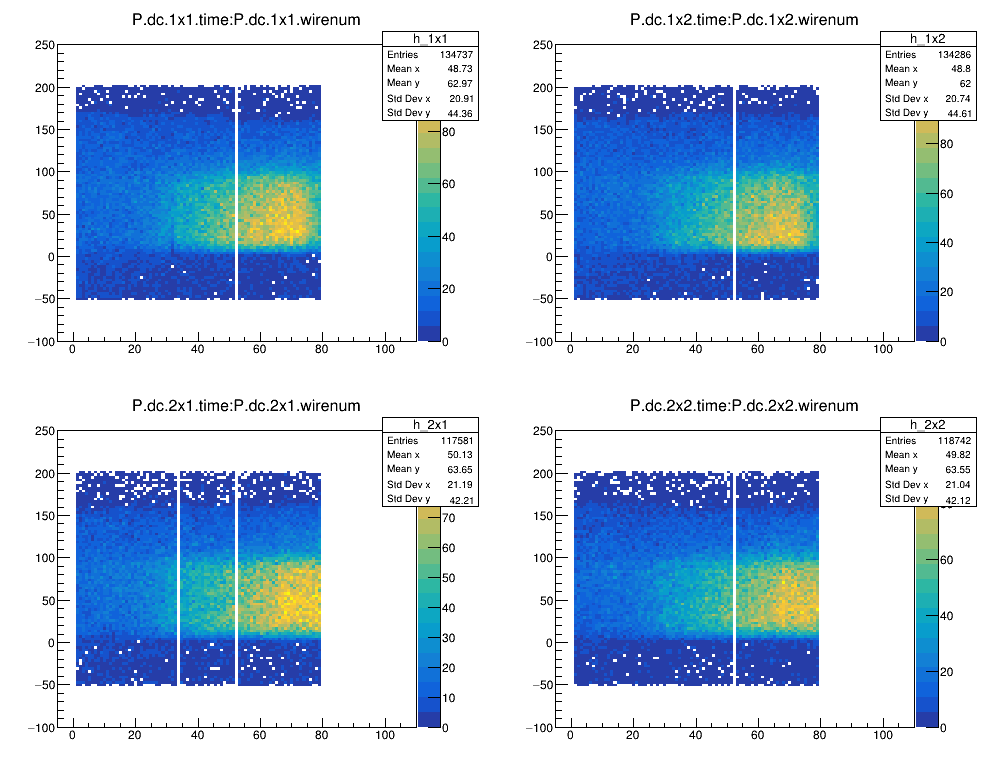 P.dc.1x1.time:P.dc.1x1.wirenum
h_1x1
Entries 134737
Mean x 48.73
Mean y 62.97
Std Dev x 20.91
Std Dev y 44.36
250
200
150
100
50
0
−50
−100
0 20 40 60 80 100
80
60
40
20
0
P.dc.1x2.time:P.dc.1x2.wirenum
h_1x2
Entries 134286
Mean x 48.8
Mean y 62
Std Dev x 20.74
Std Dev y 44.61
250
200
150
100
50
0
−50
−100
0 20 40 60 80 100
80
60
40
20
0
P.dc.2x1.time:P.dc.2x1.wirenum
h_2x1
Entries 117581
Mean x 50.13
Mean y 63.65
Std Dev x 21.19
Std Dev y 42.21
250
200
150
100
50
0
−50
−100
0 20 40 60 80 100
70
60
50
40
30
20
10
0
P.dc.2x2.time:P.dc.2x2.wirenum
h_2x2
Entries 118742
Mean x 49.82
Mean y 63.55
Std Dev x 21.04
Std Dev y 42.12
250
200
150
100
50
0
−50
−100
0 20 40 60 80 100
60
40
20
0